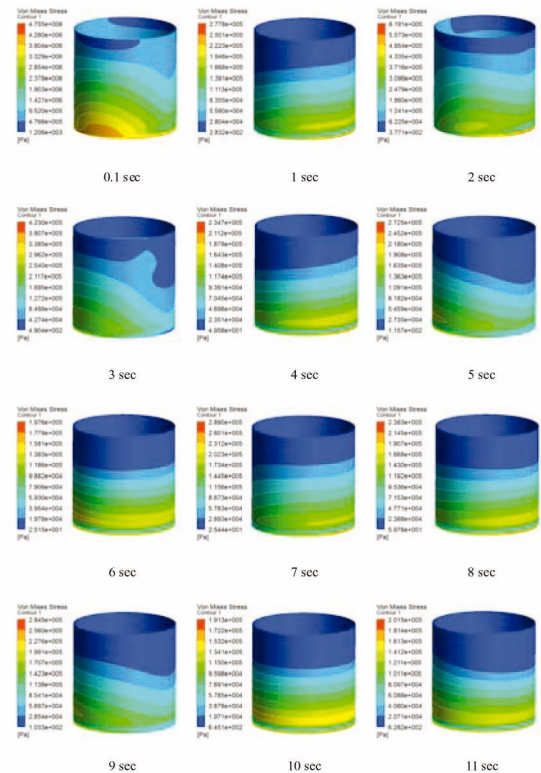 Von Mises Stress
Contour 1
4.755e+006
4.280e+006
3.804e+006
3.329e+006
2.854e+006
2.378e+006
1.903e+006
1.427e+006
9.520e+005
4.766e+005
1.206e+003
[Pa]
0.1 sec
Von Mises Stress
Contour 1
2.778e+005
2.501e+005
2.223e+005
1.946e+005
1.668e+005
1.391e+005
1.113e+005
8.355e+004
5.580e+004
2.804e+004
2.832e+002
[Pa]
1 sec
Von Mises Stress
Contour 1
6.191e+005
5.573e+005
4.954e+005
4.335e+005
3.716e+005
3.098e+005
2.479e+005
1.860e+005
1.241e+005
6.225e+004
3.771e+002
[Pa]
2 sec
Von Mises Stress
Contour 1
4.230e+005
3.807e+005
3.385e+005
2.962e+005
2.540e+005
2.117e+005
1.695e+005
1.272e+005
8.499e+004
4.274e+004
4.904e+002
[Pa]
3 sec
Von Mises Stress
Contour 1
2.347e+005
2.112e+005
1.878e+005
1.643e+005
1.408e+005
1.174e+005
9.391e+004
7.045e+004
4.698e+004
2.351e+004
4.958e+001
[Pa]
4 sec
Von Mises Stress
Contour 1
2.725e+005
2.452e+005
2.180e+005
1.908e+005
1.635e+005
1.363e+005
1.091e+005
8.182e+004
5.459e+004
2.735e+004
1.157e+002
[Pa]
5 sec
Von Mises Stress
Contour 1
1.976e+005
1.779e+005
1.581e+005
1.383e+005
1.186e+005
9.882e+004
7.906e+004
5.930e+004
3.954e+004
1.978e+004
2.515e+001
[Pa]
6 sec
Von Mises Stress
Contour 1
2.890e+005
2.601e+005
2.312e+005
2.023e+005
1.734e+005
1.445e+005
1.156e+005
8.673e+004
5.783e+004
2.893e+004
2.544e+001
[Pa]
7 sec
Von Mises Stress
Contour 1
2.383e+005
2.145e+005
1.907e+005
1.668e+005
1.430e+005
1.192e+005
9.536e+004
7.153e+004
4.771e+004
2.388e+004
5.978e+001
[Pa]
8 sec
Von Mises Stress
Contour 1
2.845e+005
2.560e+005
2.276e+005
1.991e+005
1.707e+005
1.423e+005
1.138e+005
8.541e+004
5.697e+004
2.854e+004
1.033e+002
[Pa]
9 sec
Von Mises Stress
Contour 1
1.913e+005
1.722e+005
1.532e+005
1.341e+005
1.150e+005
9.598e+004
7.691e+004
5.785e+004
3.878e+004
1.971e+004
6.451e+002
[Pa]
10 sec
Von Mises Stress
Contour 1
2.015e+005
1.814e+005
1.613e+005
1.412e+005
1.211e+005
1.011e+005
8.097e+004
6.088e+004
4.080e+004
2.071e+004
6.282e+002
[Pa]
11 sec